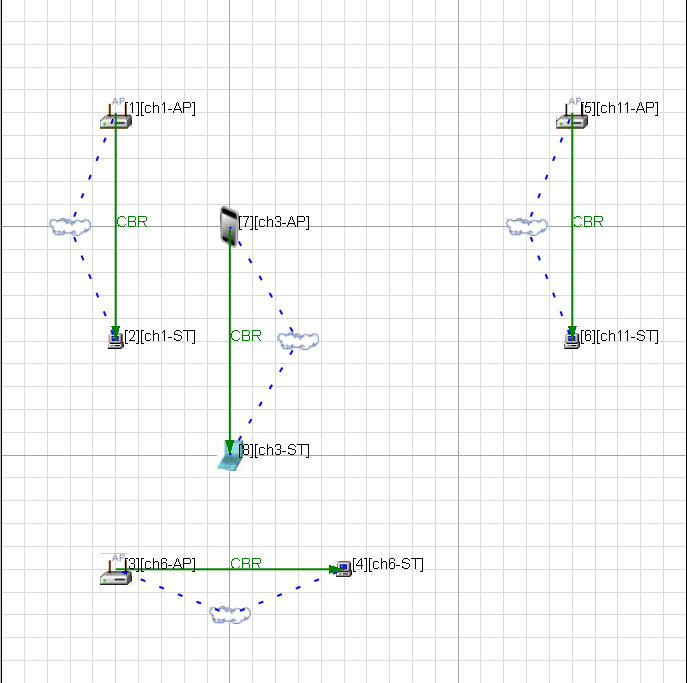 AP
[1][ch1-AP]
AP
[5][ch11-AP]
CBR
[7][ch3-AP]
CBR
[2][ch1-ST]
CBR
[6][ch11-ST]
[8][ch3-ST]
AP
[3][ch6-AP]
CBR
[4][ch6-ST]